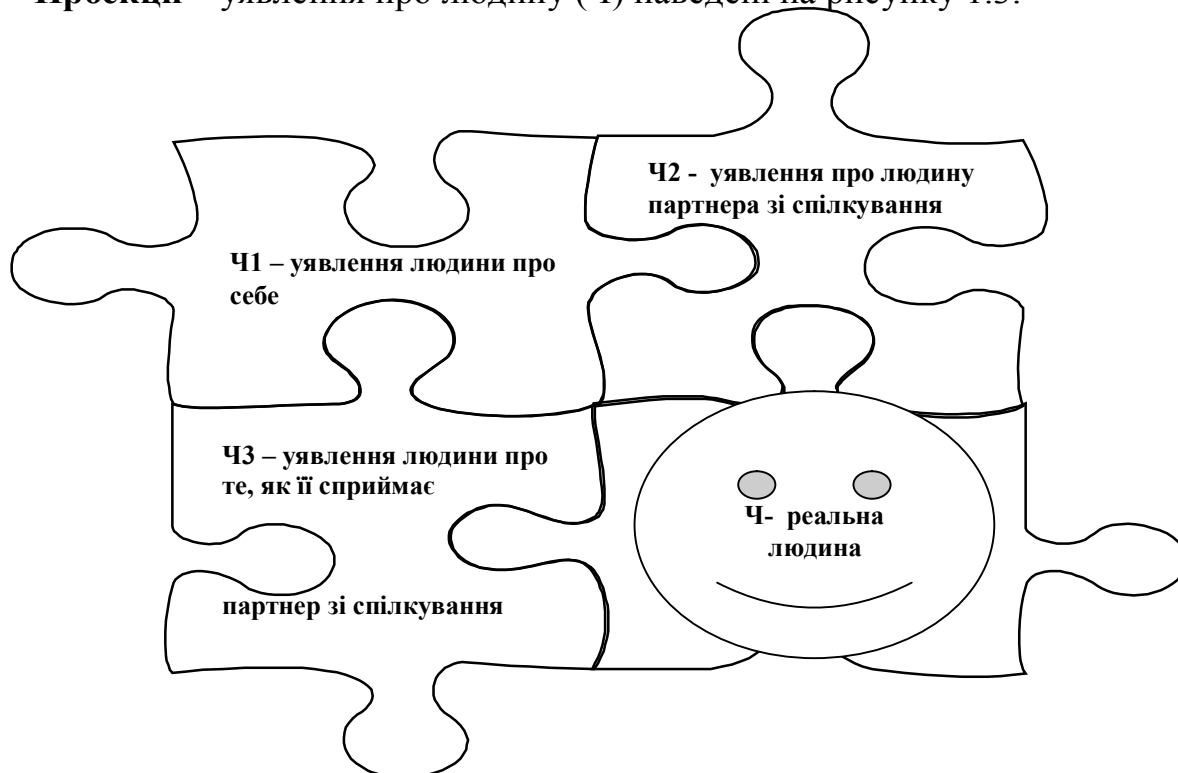 Проекції – уявлення про людину (Ч) наведені на рисунку 1.3.
Ч2 - уявлення про людину
партнера зі спілкування
Ч1 – уявлення людини про
себе
Ч3 – уявлення людини про
те, як її сприймає
партнер зі спілкування
Ч- реальна
людина